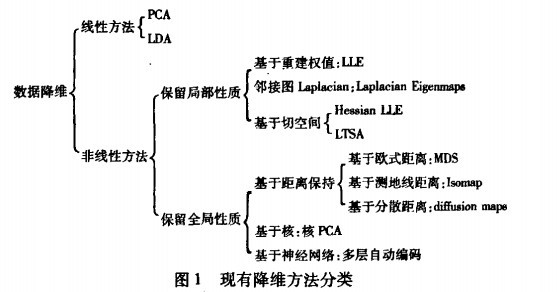 PCA
线性方法
LDA
基于重建权值:LLE
保留局部性质
邻接图 Laplacian;Laplacian Eigenmaps
Hessian LLE
基于切空间
LTSA
数据降维
非线性方法
基于欧式距离:MDS
基于距离保持
基于测地线距离:Isomap
基于分散距离:diffusion maps
保留全局性质
基于核:核 PCA
基于神经网络:多层自动编码
图 1 现有降维方法分类